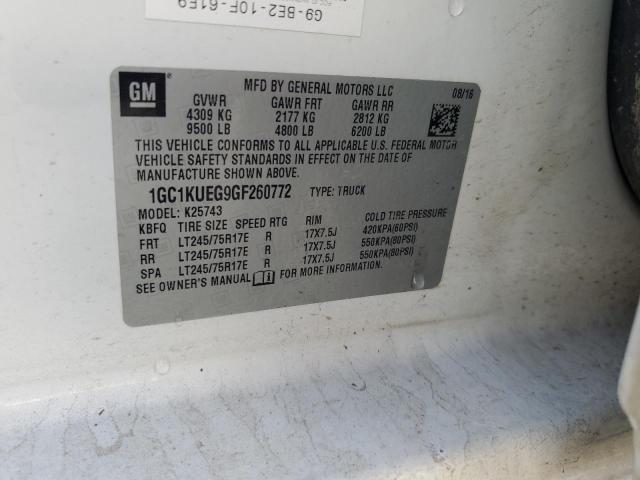 G9-BE2-10F-61E9
GM
MFD BY GENERAL MOTORS LLC 08/16
GVWR GAWR FRT GAWR RR
4309 KG 2177 KG 2812 KG
9500 LB 4800 LB 6200 LB
THIS VEHICLE CONFORMS TO ALL APPLICABLE U.S. FEDERAL MOTOR
VEHICLE SAFETY STANDARDS IN EFFECT ON THE DATE OF
MANUFACTURE SHOWN ABOVE.
1GC1KUEG9GF260772 TYPE: TRUCK
MODEL: K25743
KBFQ TIRE SIZE SPEED RTG RIM COLD TIRE PRESSURE
FRT LT245/75R17E R 17X7.5J 420KPA(60PSI)
RR LT245/75R17E R 17X7.5J 550KPA(80PSI)
SPA LT245/75R17E R 17X7.5J 550KPA(80PSI)
SEE OWNER'S MANUAL FOR MORE INFORMATION.